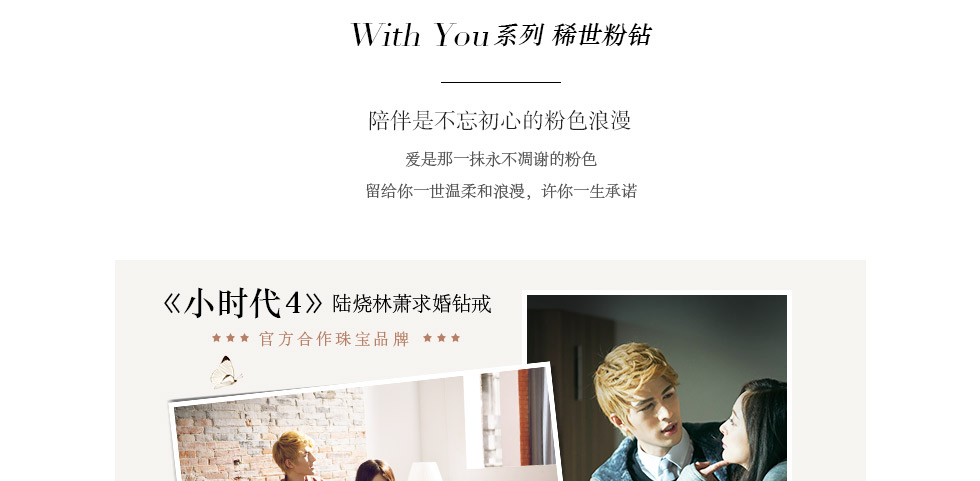 With You系列 稀世粉钻
陪伴是不忘初心的粉色浪漫
爱是那一抹永不凋谢的粉色
留给你一世温柔和浪漫，许你一生承诺
《小时代4》陆烧林萧求婚钻戒
★★★ 官方合作珠宝品牌 ★★★